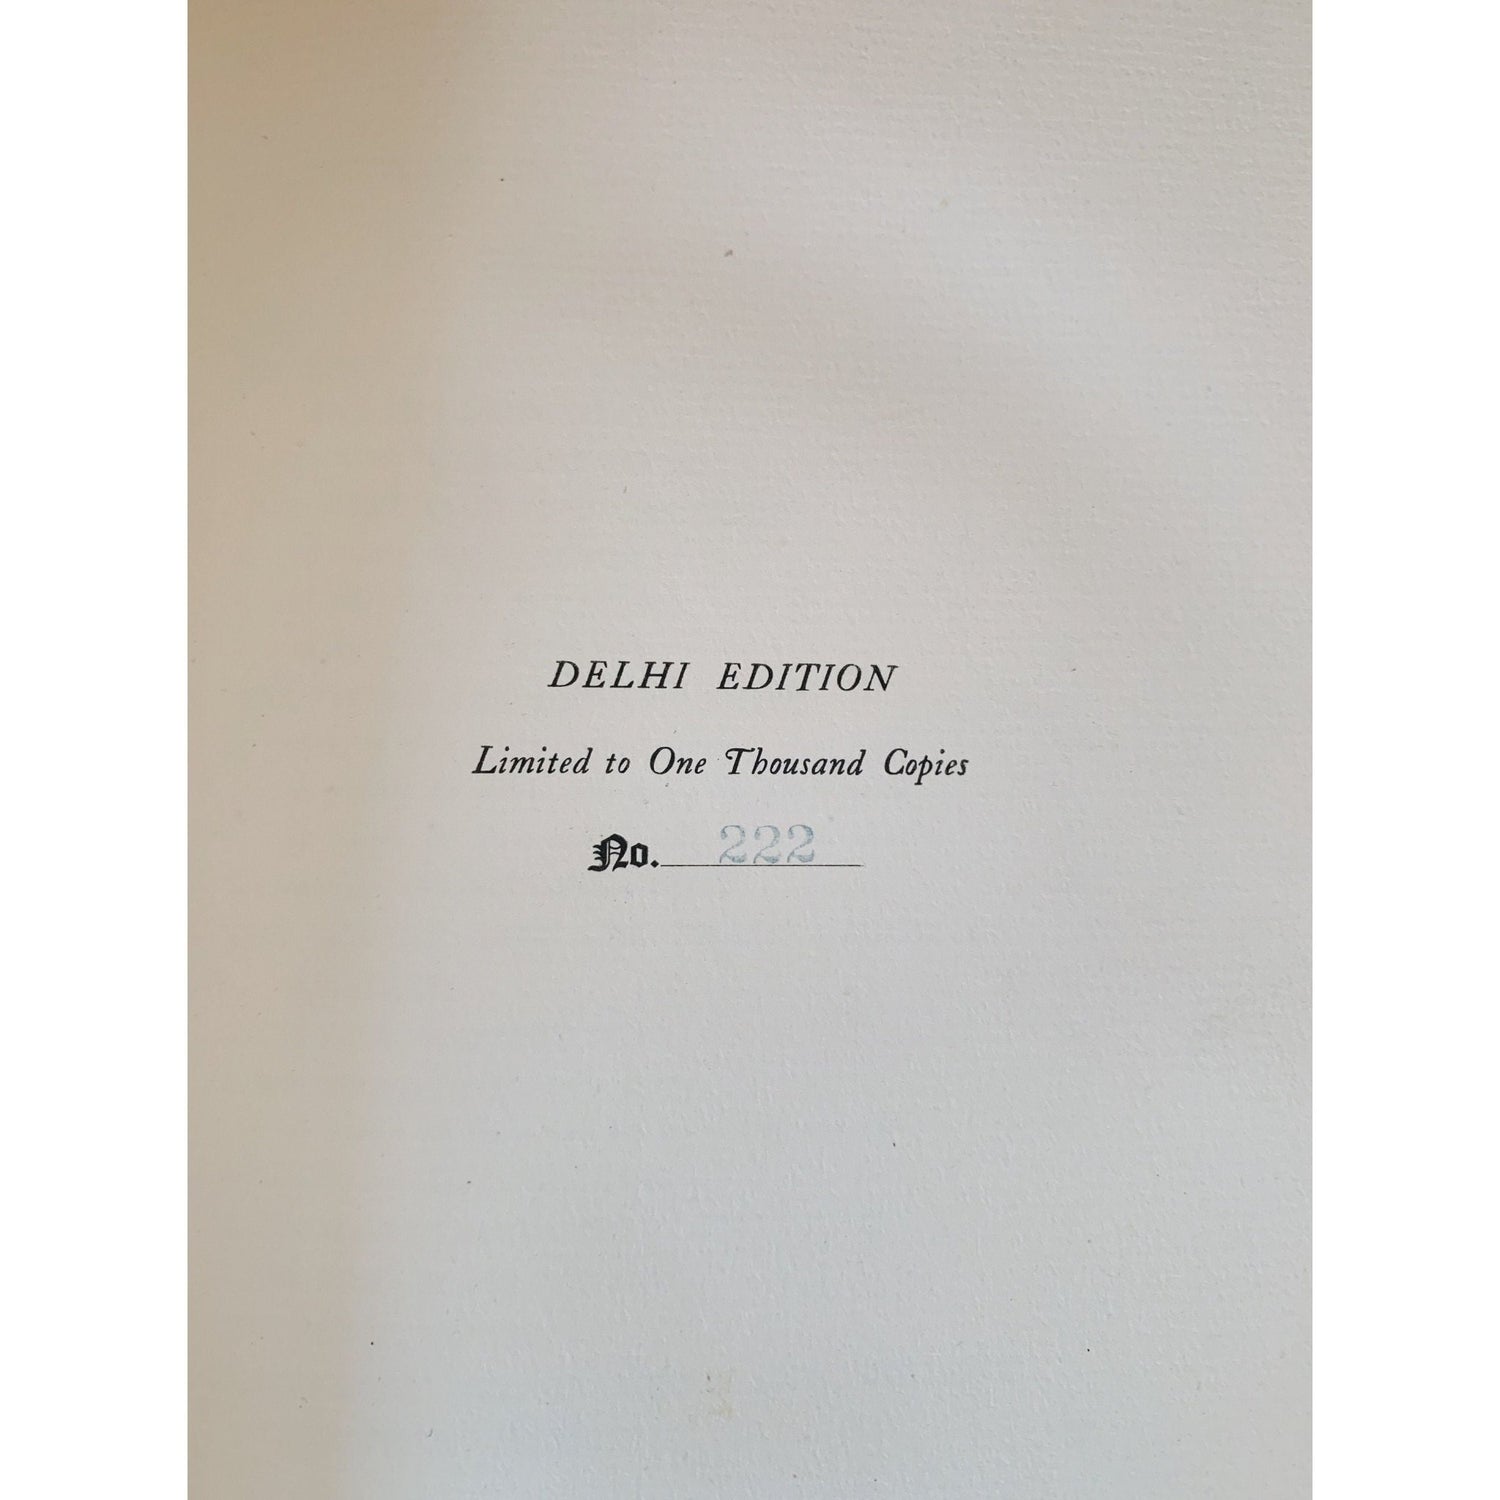 DELHI EDITION
Limited to One Thousand Copies
No. 222